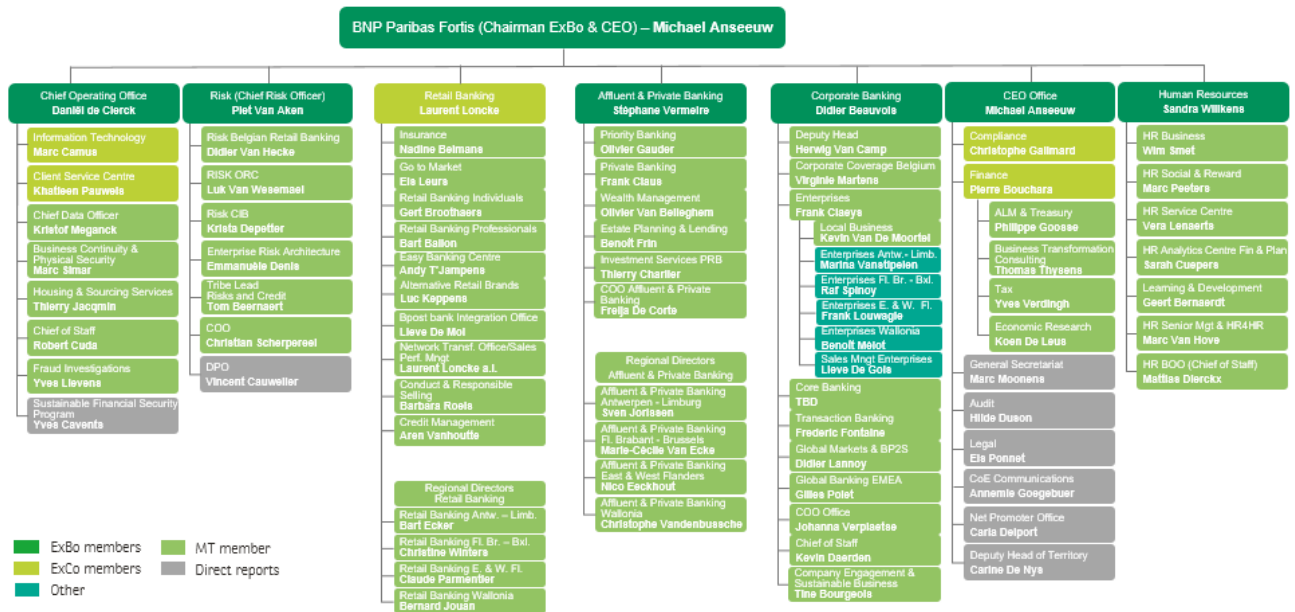 BNP Paribas Fortis (Chairman ExBo & CEO) – Michael Anseeuw
Chief Operating Office
Daniël de Clerck
Information Technology
Marc Camus
Client Service Centre
Khatleen Pauwels
Chief Data Officer
Kristof Meganck
Business Continuity &
Physical Security
Marc Simar
Housing & Sourcing Services
Thierry Jacqmin
Chief of Staff
Robert Cuda
Fraud Investigations
Yves Lievens
Sustainable Financial Security
Program
Yves Cavents
Risk (Chief Risk Officer)
Piet Van Aken
Risk Belgian Retail Banking
Didier Van Hecke
RISK ORC
Luk Van Wesemael
Risk CIB
Krista Depetter
Enterprise Risk Architecture
Emmanuèle Denis
Tribe Lead
Risks and Credit
Tom Beernaert
COO
Christian Scherpereel
DPO
Vincent Cauwelier
Retail Banking
Laurent Loncke
Insurance
Nadine Belmans
Go to Market
Els Leurs
Retail Banking Individuals
Gert Broothaers
Retail Banking Professionals
Bart Ballon
Easy Banking Centre
Andy T'Jampens
Alternative Retail Brands
Luc Keppens
Bpost bank Integration Office
Lieve De Mol
Network Transf. Office/Sales
Perf. Mngt
Laurent Loncke a.i.
Conduct & Responsible
Selling
Barbara Roels
Credit Management
Aren Vanhoutte
Regional Directors
Retail Banking
Retail Banking Antw. – Limb.
Bart Ecker
Retail Banking Fl. Br. – Bxl.
Christine Winters
Retail Banking E. & W. Fl.
Claude Parmentier
Retail Banking Wallonia
Bernard Jouan
Affluent & Private Banking
Stéphane Vermeire
Priority Banking
Olivier Gauder
Private Banking
Frank Claus
Wealth Management
Olivier Van Belleghem
Estate Planning & Lending
Benoît Frin
Investment Services PRB
Thierry Charlier
COO Affluent & Private
Banking
Freija De Corte
Regional Directors
Affluent & Private Banking
Affluent & Private Banking
Antwerpen - Limburg
Sven Jorissen
Affluent & Private Banking
Fl. Brabant - Brussels
Marie-Cécile Van Ecke
Affluent & Private Banking
East & West Flanders
Nico Eeckhout
Affluent & Private Banking
Wallonia
Christophe Vandenbussche
Corporate Banking
Didier Beauvois
Deputy Head
Herwig Van Camp
Corporate Coverage Belgium
Virginie Martens
Enterprises
Frank Claeys
Local Business
Kevin Van De Moortel
Enterprises Antw.- Limb.
Marina Vanstipelen
Enterprises Fl. Br. - Bxl.
Raf Spinoy
Enterprises E. & W. Fl.
Frank Louwagie
Enterprises Wallonia
Benoît Mélot
Sales Mngt Enterprises
Lieve De Gols
Core Banking
TBD
Transaction Banking
Frederic Fontaine
Global Markets & BP2S
Didier Lannoy
Global Banking EMEA
Gilles Polet
COO Office
Johanna Verplaetse
Chief of Staff
Kevin Daerden
Company Engagement &
Sustainable Business
Tine Bourgeois
CEO Office
Michael Anseeuw
Compliance
Christophe Gallmard
Finance
Pierre Bouchara
ALM & Treasury
Philippe Goosse
Business Transformation
Consulting
Thomas Thysens
Tax
Yves Verdingh
Economic Research
Koen De Leus
General Secretariat
Marc Moonens
Audit
Hilde Duson
Legal
Els Ponnet
CoE Communications
Annemie Goegebuer
Net Promoter Office
Carla Delport
Deputy Head of Territory
Carine De Nys
Human Resources
Sandra Wilikens
HR Business
Wim Smet
HR Social & Reward
Marc Peeters
HR Service Centre
Vera Lenaerts
HR Analytics Centre Fin & Plan
Sarah Cuepers
Learning & Development
Geert Bernaerdt
HR Senior Mgt & HR4HR
Marc Van Hove
HR BOO (Chief of Staff)
Mattias Dierckx
ExBo members
MT member
ExCo members
Direct reports
Other